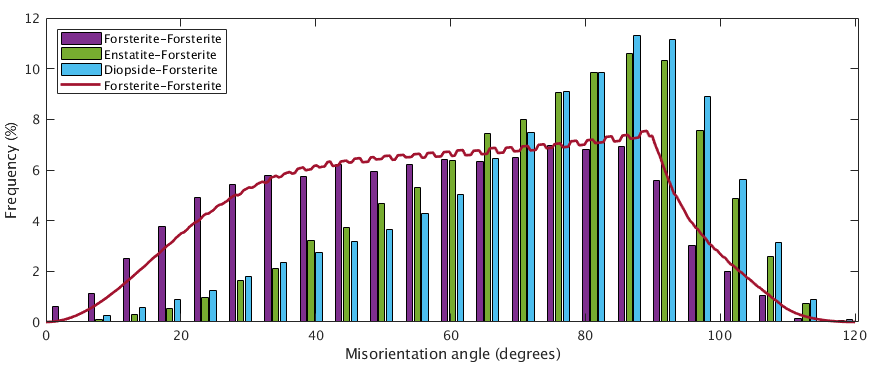 12
10
8
6
4
2
0
Frequency (%)
Forsterite–Forsterite
Enstatite–Forsterite
Diopside–Forsterite
Forsterite–Forsterite
0 20 40 60 80 100 120
Misorientation angle (degrees)